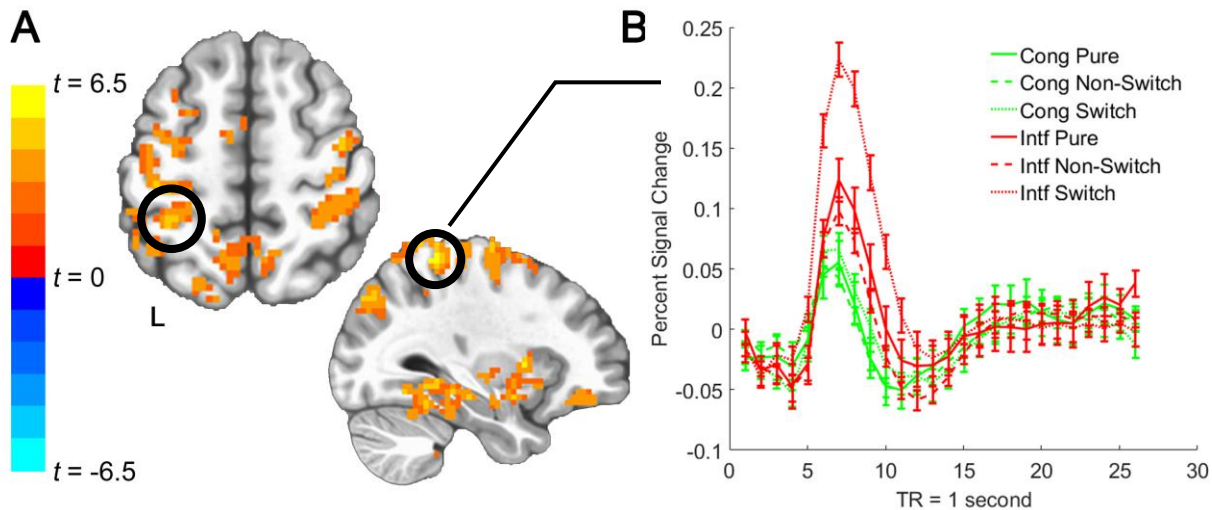 A
t = 6.5
t = 0
t = -6.5
L
B
0.25
0.2
0.15
0.1
0.05
0
-0.05
-0.1
Percent Signal Change
Cong Pure
Cong Non-Switch
Cong Switch
Intf Pure
Intf Non-Switch
Intf Switch
0 5 10 15 20 25 30
TR = 1 second